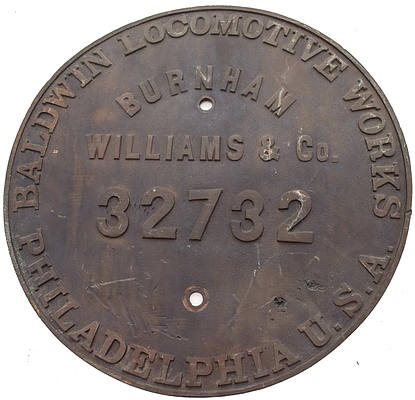 BALDWIN LOCOMOTIVE WORKS
BURNHAM
WILLIAMS & Co.
32732
PHILADELPHIA U.S.A.